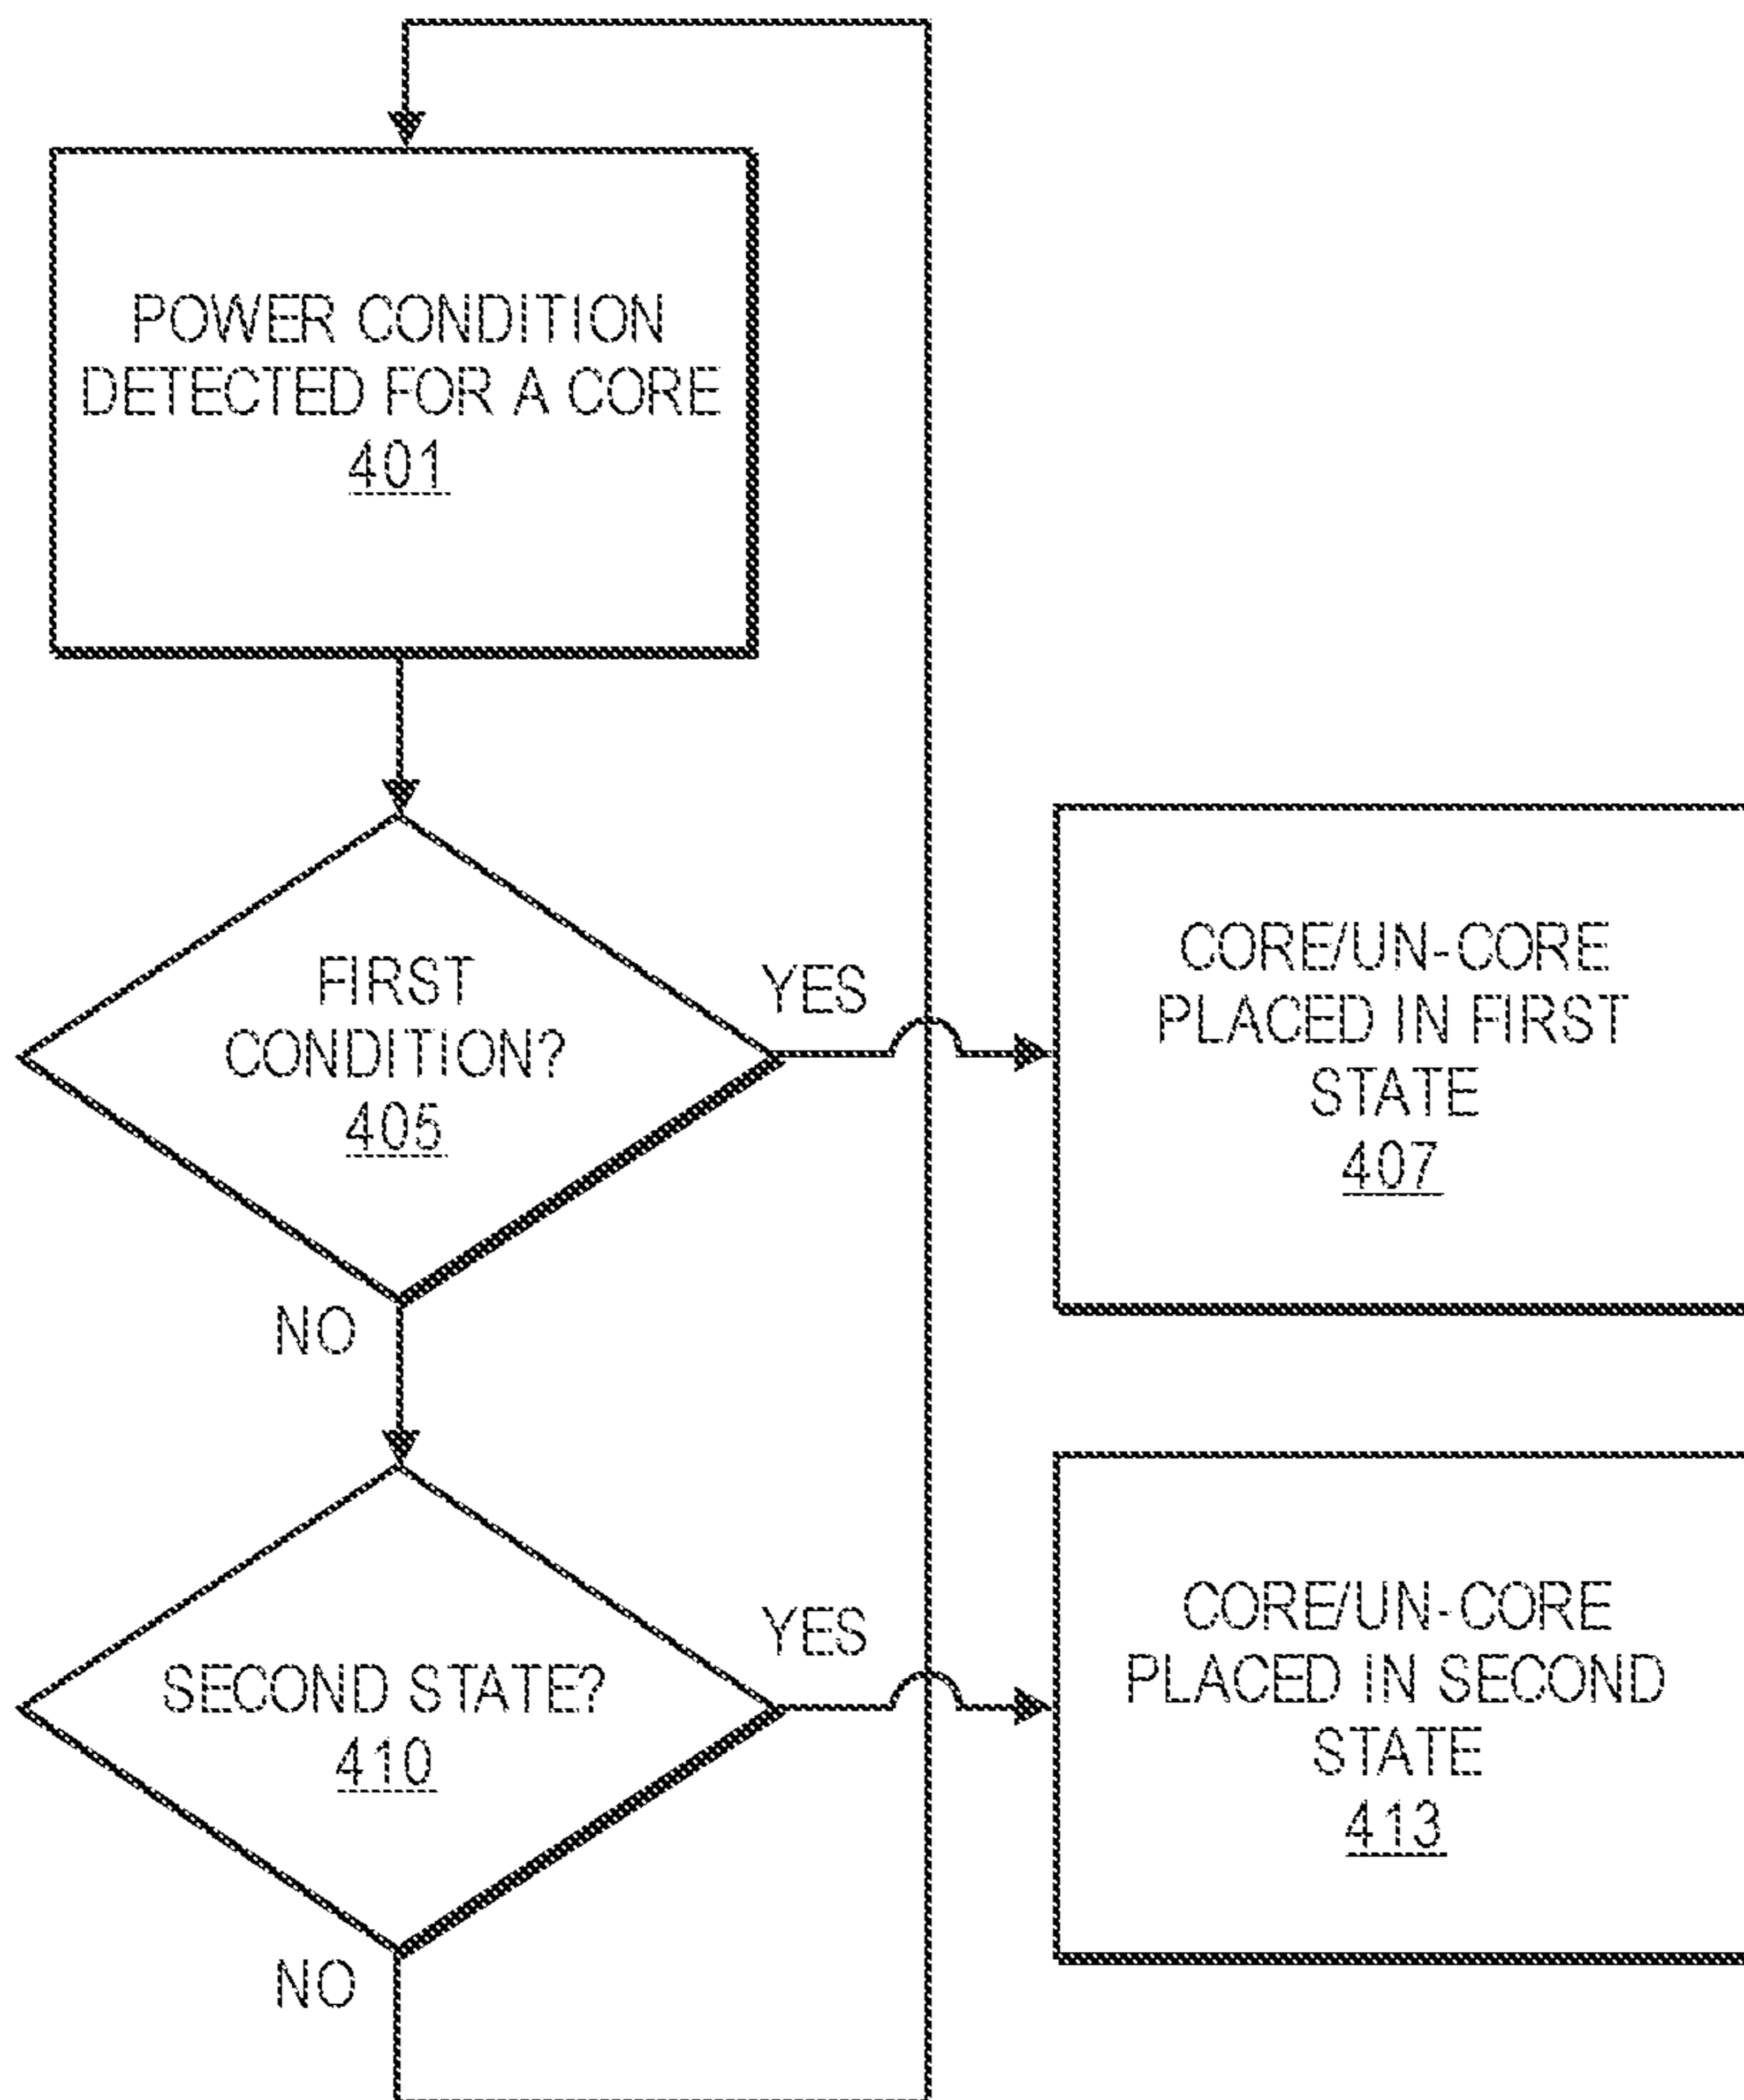 POWER CONDITION
DETECTED FOR A CORE
401
FIRST
CONDITION?
405
YES
CORE/UN-CORE
PLACED IN FIRST
STATE
407
NO
SECOND STATE?
410
YES
CORE/UN-CORE
PLACED IN SECOND
STATE
413
NO